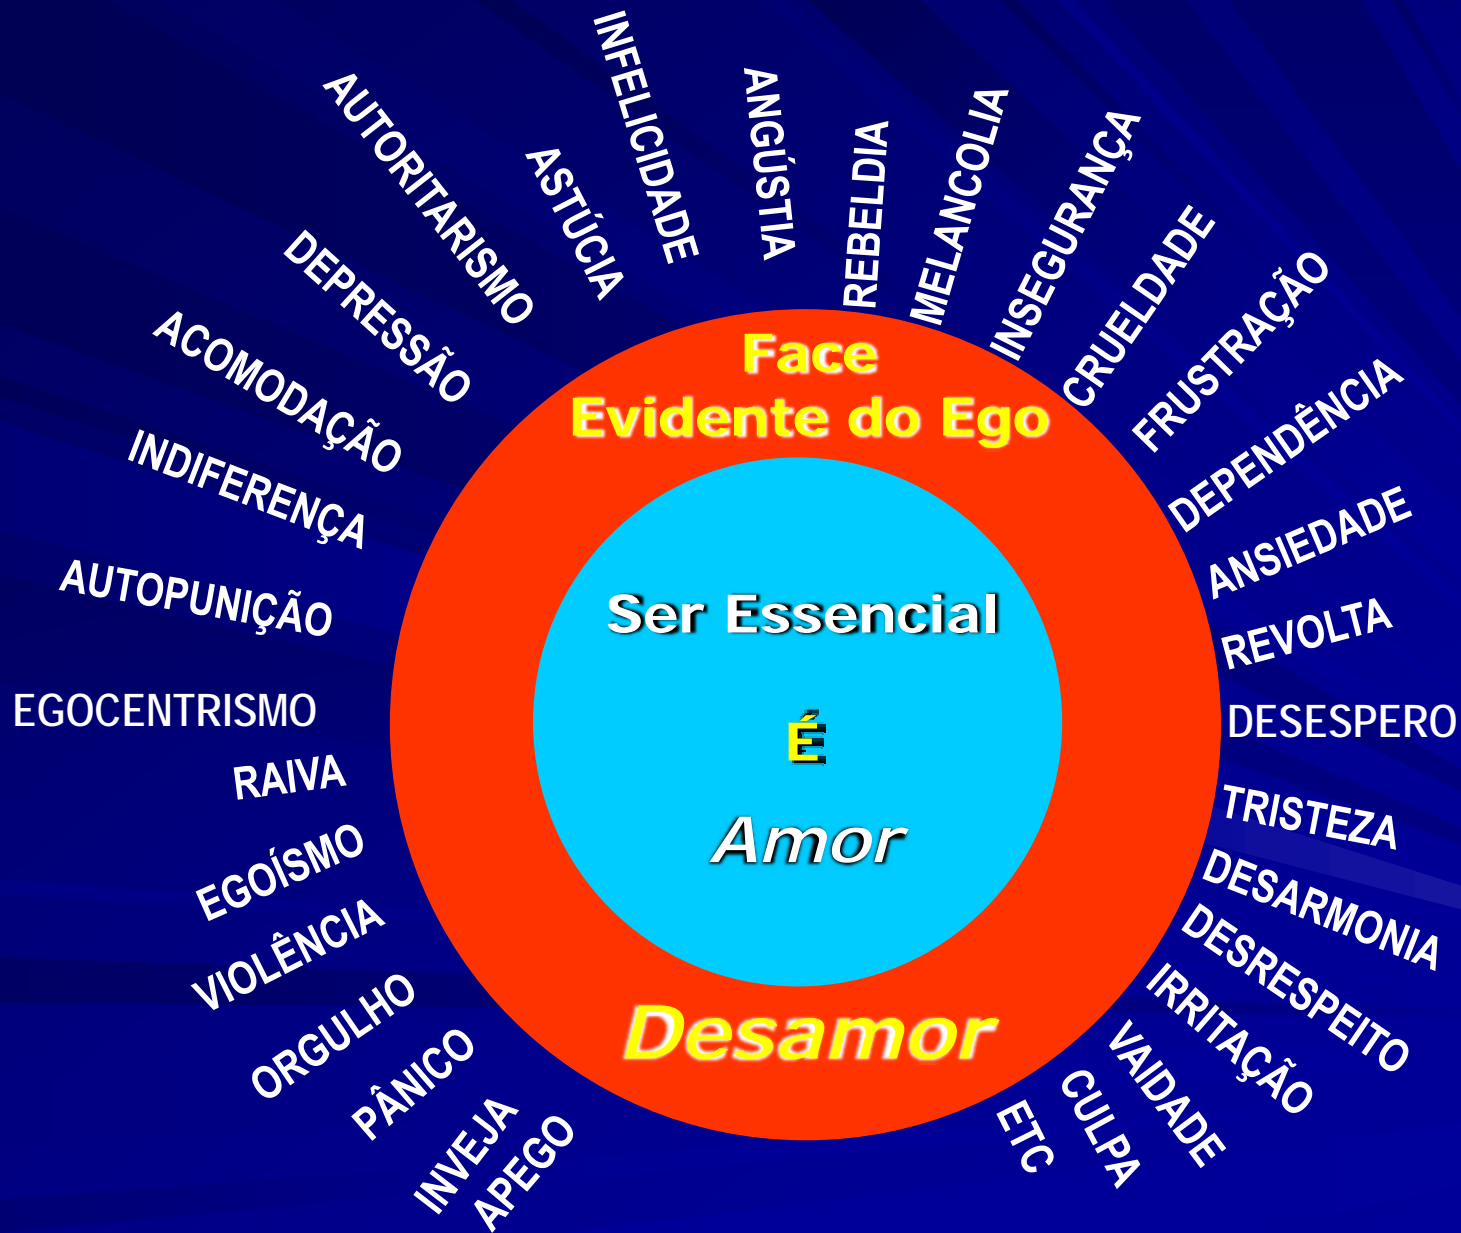 INFELICIDADE
ANGÚSTIA
REBELDIA
MELANCOLIA
INSEGURANÇA
CRUELDADE
FRUSTRAÇÃO
DEPENDÊNCIA
ANSIEDADE
REVOLTA
DESESPERO
TRISTEZA
DESARMONIA
DESRESPEITO
IRRITAÇÃO
VAIDADE
CULPA
ETC
APEGO
INVEJA
PÂNICO
ORGULHO
VIOLÊNCIA
EGOÍSMO
RAIVA
EGOCENTRISMO
AUTOPUNIÇÃO
INDIFERENÇA
ACOMODAÇÃO
DEPRESSÃO
AUTORITARISMO
ASTÚCIA
Face
Evidente do Ego
Ser Essencial
É
Amor
Desamor